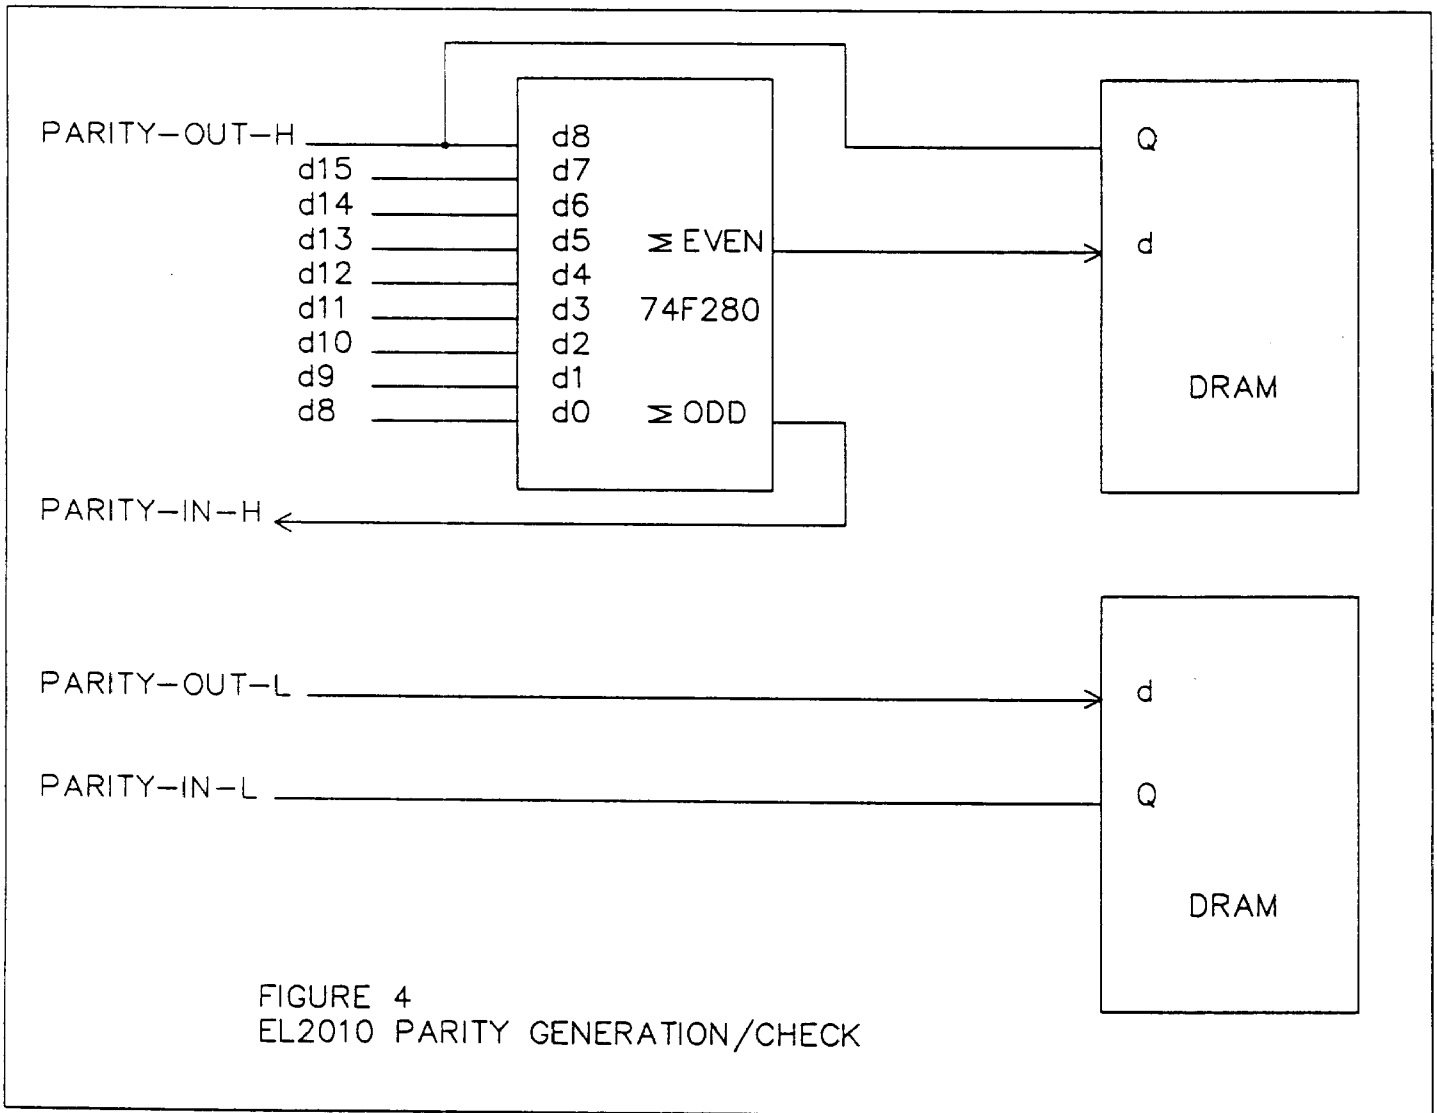 PARITY-OUT-H
d15
d14
d13
d12
d11
d10
d9
d8
PARITY-IN-H
d8
d7
d6
d5
d4
d3
d2
d1
d0
Σ EVEN
74F280
Σ ODD
Q
d
DRAM
PARITY-OUT-L
PARITY-IN-L
d
Q
DRAM
FIGURE 4
EL2010 PARITY GENERATION/CHECK